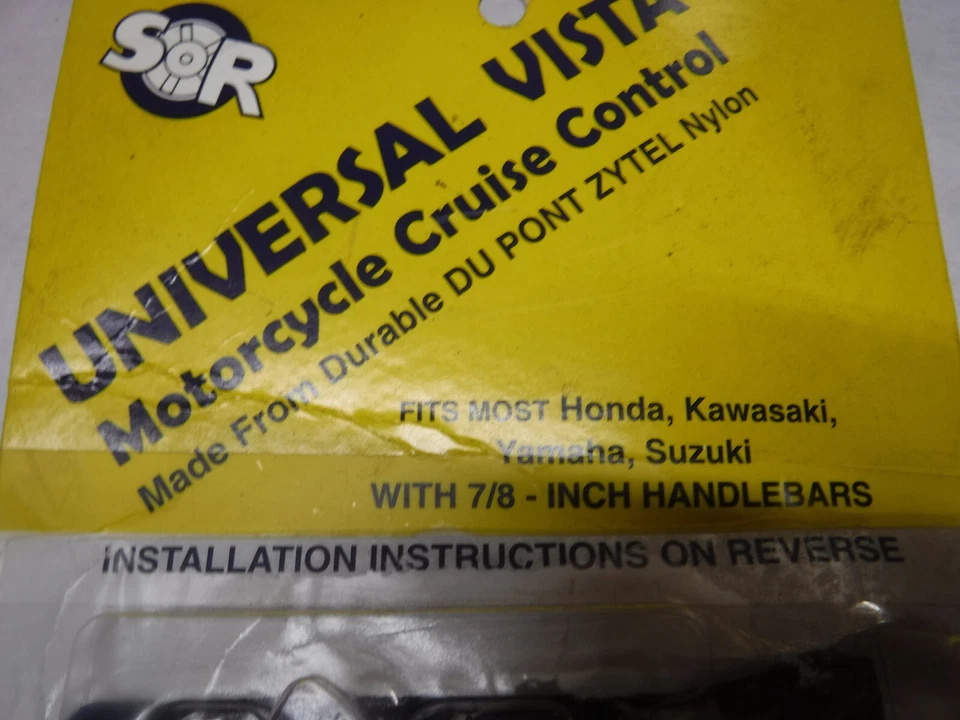 SOR
UNIVERSAL VISTA
Motorcycle Cruise Control
Made From Durable DU PONT ZYTEL Nylon
FITS MOST Honda, Kawasaki,
Yamaha, Suzuki
WITH 7/8 - INCH HANDLEBARS
INSTALLATION INSTRUCTIONS ON REVERSE